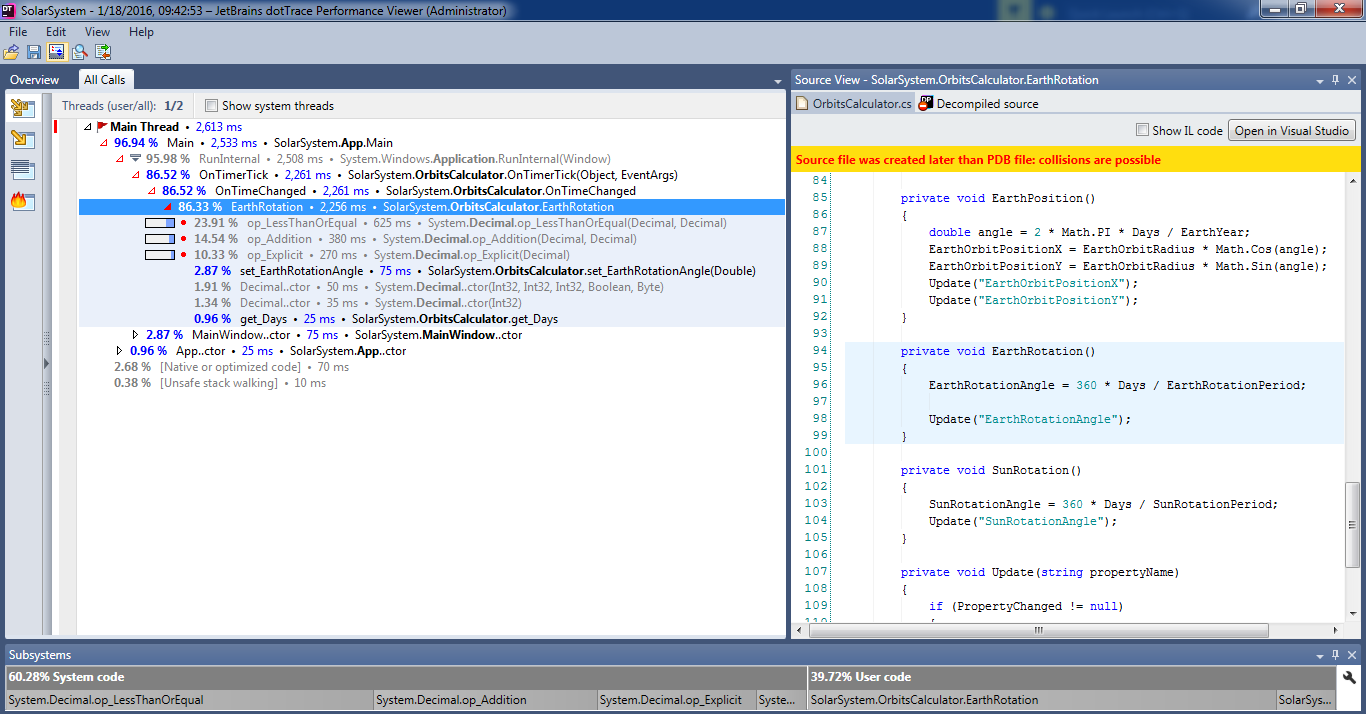 SolarSystem - 1/18/2016, 09:42:53 – JetBrains dotTrace Performance Viewer (Administrator)
File Edit View Help
Overview All Calls
Threads (user/all): 1/2 Show system threads
Main Thread • 2,613 ms
96.94 % Main • 2,533 ms • SolarSystem.App.Main
95.98 % RunInternal • 2,508 ms • System.Windows.Application.RunInternal(Window)
86.52 % OnTimerTick • 2,261 ms • SolarSystem.OrbitsCalculator.OnTimerTick(Object, EventArgs)
86.52 % OnTimeChanged • 2,261 ms • SolarSystem.OrbitsCalculator.OnTimeChanged
86.33 % EarthRotation • 2,256 ms • SolarSystem.OrbitsCalculator.EarthRotation
23.91 % op_LessThanOrEqual • 625 ms • System.Decimal.op_LessThanOrEqual(Decimal, Decimal)
14.54 % op_Addition • 380 ms • System.Decimal.op_Addition(Decimal, Decimal)
10.33 % op_Explicit • 270 ms • System.Decimal.op_Explicit(Decimal)
2.87 % set_EarthRotationAngle • 75 ms • SolarSystem.OrbitsCalculator.set_EarthRotationAngle(Double)
1.91 % Decimal..ctor • 50 ms • System.Decimal..ctor(Int32, Int32, Int32, Boolean, Byte)
1.34 % Decimal..ctor • 35 ms • System.Decimal..ctor(Int32)
0.96 % get_Days • 25 ms • SolarSystem.OrbitsCalculator.get_Days
2.87 % MainWindow..ctor • 75 ms • SolarSystem.MainWindow..ctor
0.96 % App..ctor • 25 ms • SolarSystem.App..ctor
2.68 % [Native or optimized code] • 70 ms
0.38 % [Unsafe stack walking] • 10 ms
Source View - SolarSystem.OrbitsCalculator.EarthRotation
OrbitsCalculator.cs Decompiled source
Show IL code Open in Visual Studio
Source file was created later than PDB file: collisions are possible
84
85 private void EarthPosition()
86 {
87 double angle = 2 * Math.PI * Days / EarthYear;
88 EarthOrbitPositionX = EarthOrbitRadius * Math.Cos(angle);
89 EarthOrbitPositionY = EarthOrbitRadius * Math.Sin(angle);
90 Update("EarthOrbitPositionX");
91 Update("EarthOrbitPositionY");
92 }
93
94 private void EarthRotation()
95 {
96 EarthRotationAngle = 360 * Days / EarthRotationPeriod;
97
98 Update("EarthRotationAngle");
99 }
100
101 private void SunRotation()
102 {
103 SunRotationAngle = 360 * Days / SunRotationPeriod;
104 Update("SunRotationAngle");
105 }
106
107 private void Update(string propertyName)
108 {
109 if (PropertyChanged != null)
110 {
Subsystems
60.28% System code 39.72% User code
System.Decimal.op_LessThanOrEqual System.Decimal.op_Addition System.Decimal.op_Explicit Syste... SolarSystem.OrbitsCalculator.EarthRotation SolarSys...